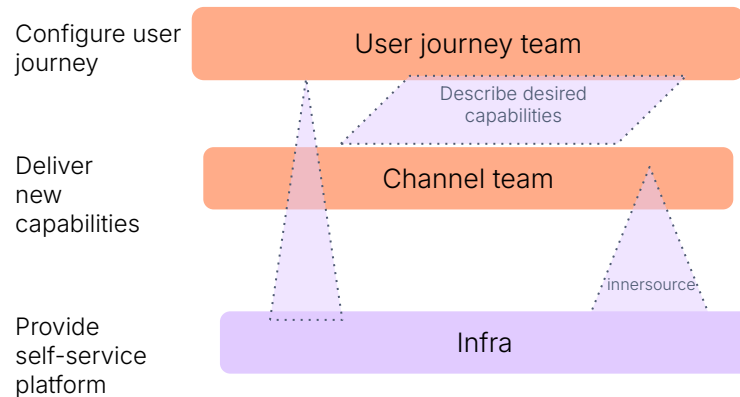 Configure user
journey
User journey team
Describe desired
capabilities
Deliver
new
capabilities
Channel team
innersource
Provide
self-service
platform
Infra